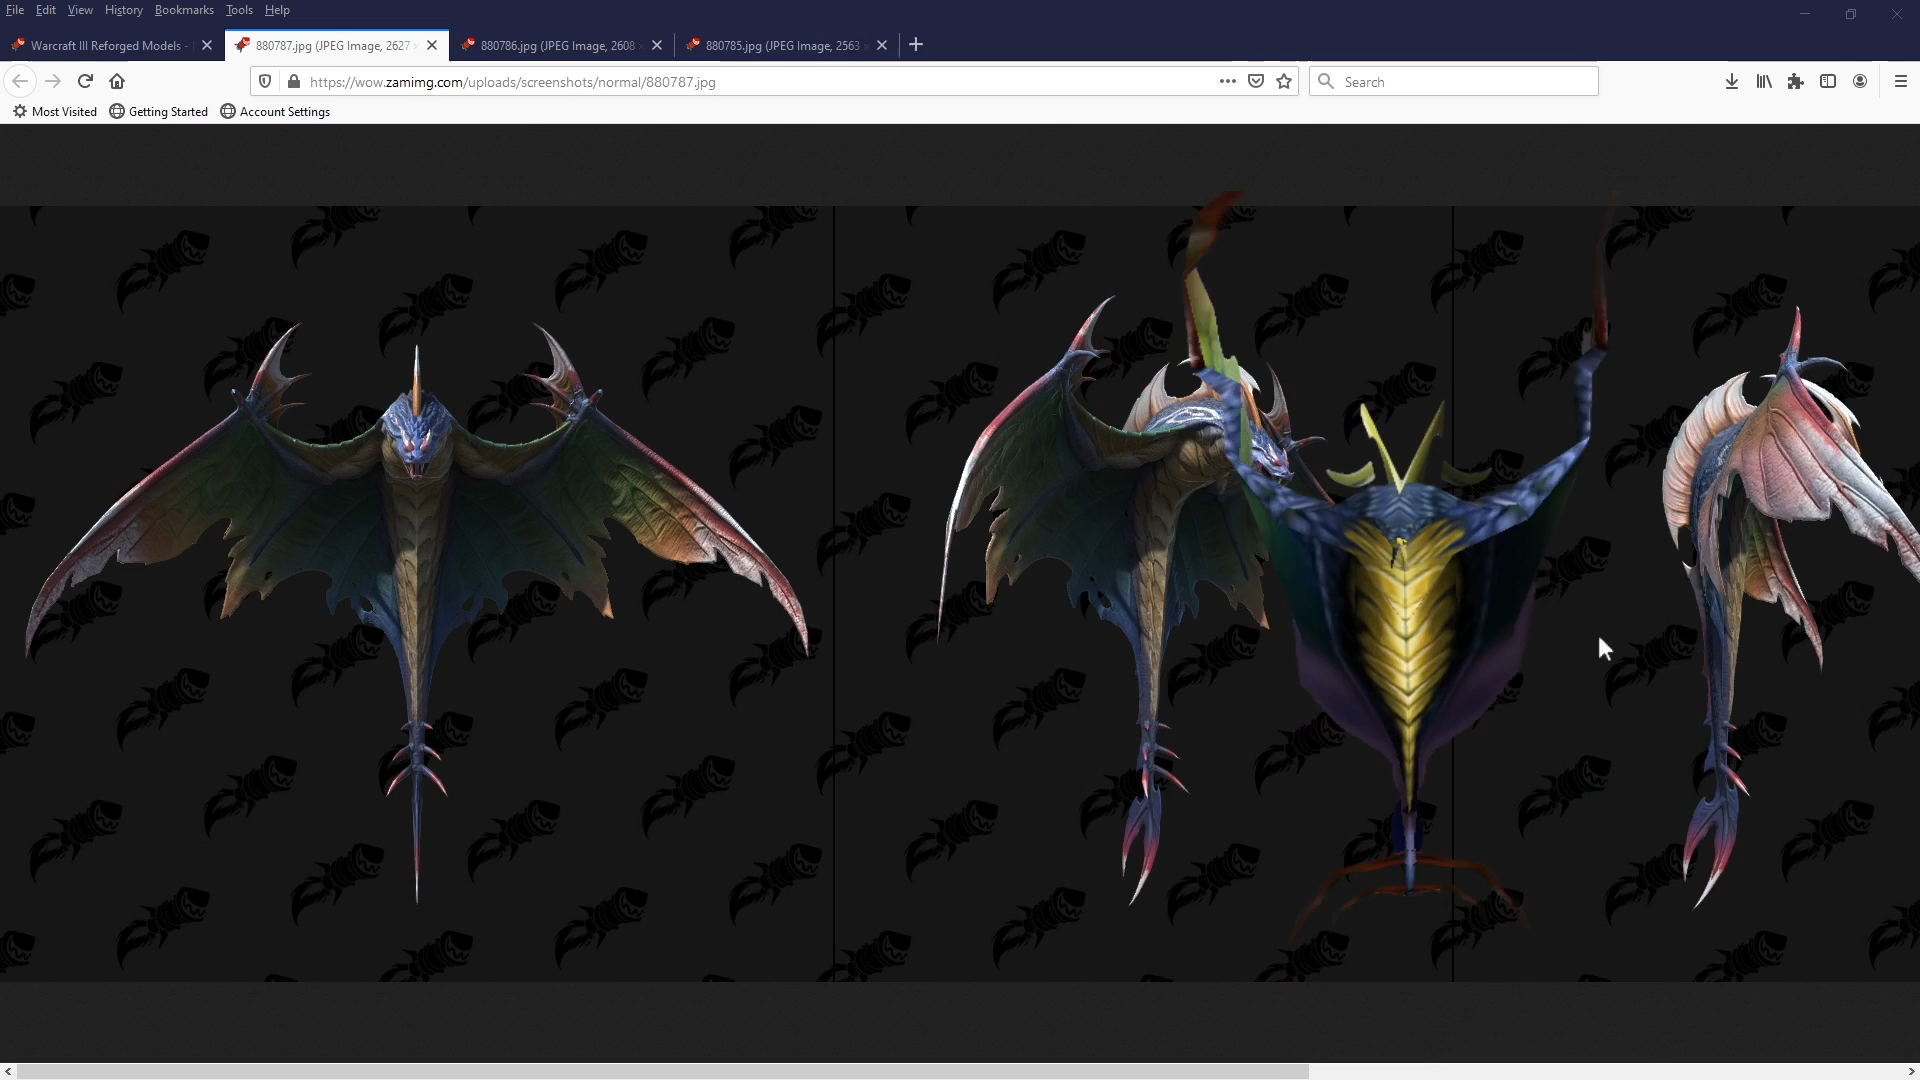 File Edit View History Bookmarks Tools Help
Warcraft III Reforged Models -
880787.jpg (JPEG Image, 2627
880786.jpg (JPEG Image, 2608
880785.jpg (JPEG Image, 2563
https://wow.zamimg.com/uploads/screenshots/normal/880787.jpg
Search
Most Visited Getting Started Account Settings